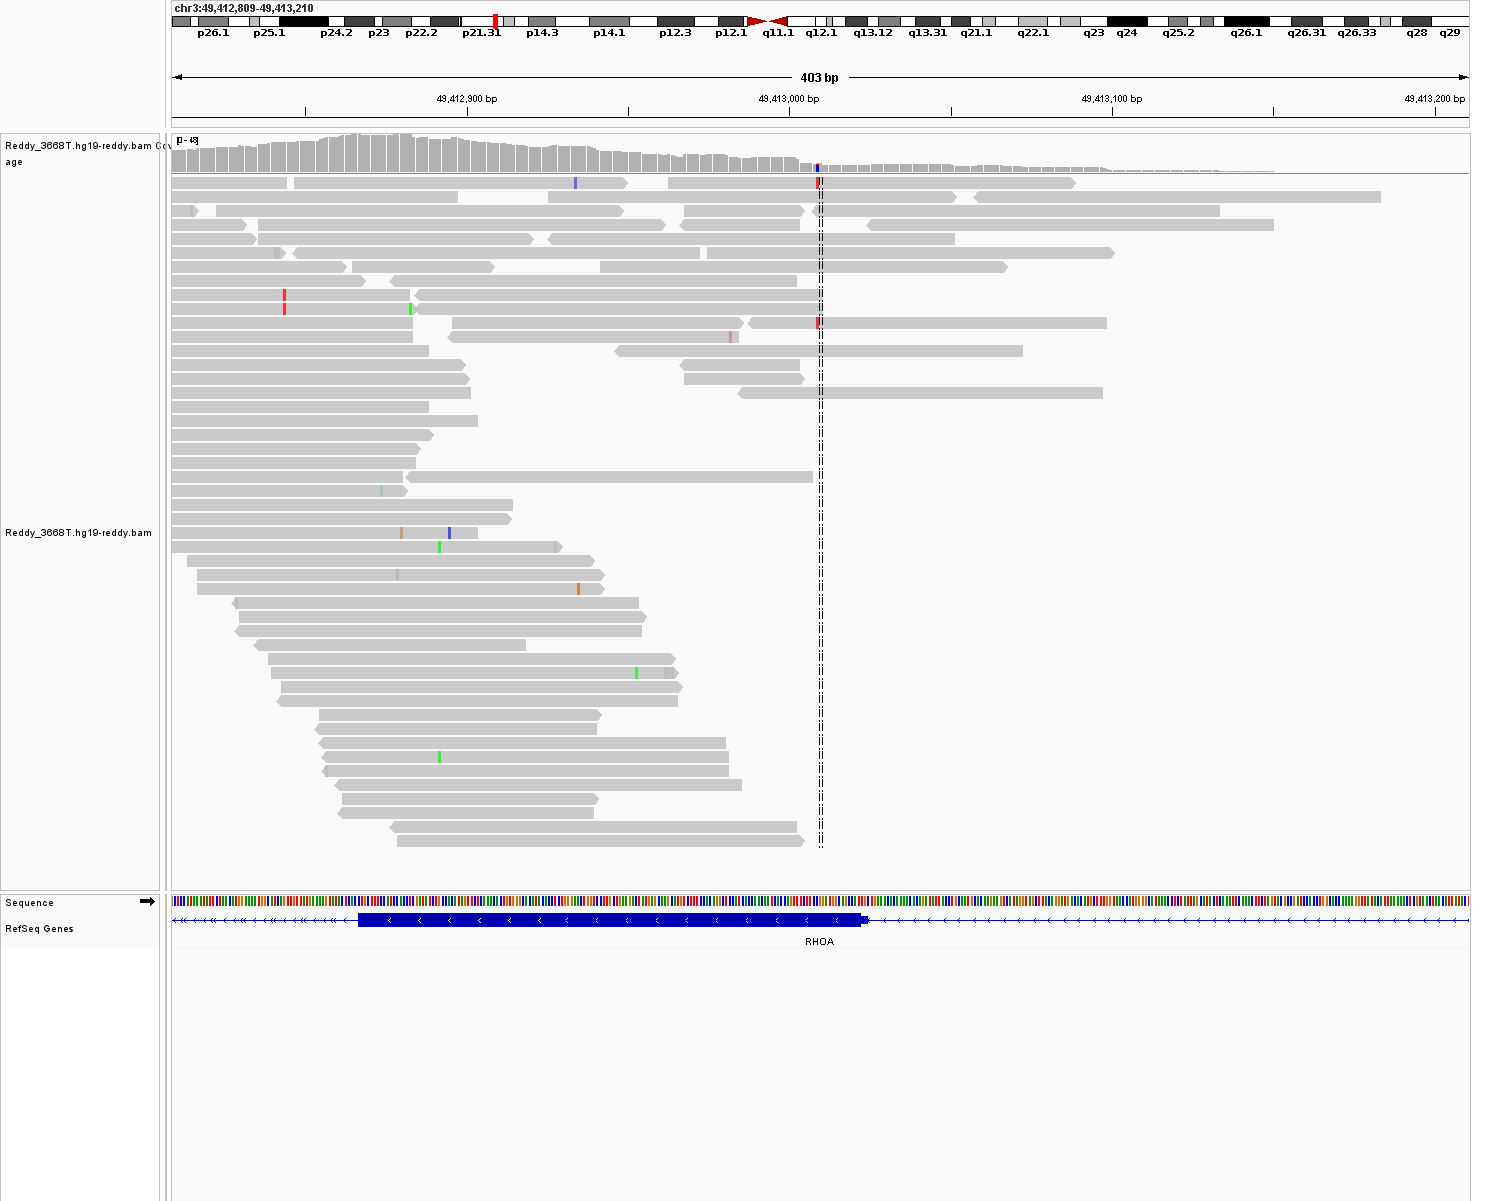 chr3:49,412,809-49,413,210
p26.1 p25.1 p24.2 p23 p22.2 p21.31 p14.3 p14.1 p12.3 p12.1 q11.1 q12.1 q13.12 q13.31 q21.1 q22.1 q23 q24 q25.2 q26.1 q26.31 q26.33 q28 q29
403 bp
49,412,900 bp 49,413,000 bp 49,413,100 bp 49,413,200 bp
Reddy_3668T.hg19-reddy.bam Cov
age
Reddy_3668T.hg19-reddy.bam
Sequence
RefSeq Genes
RHOA